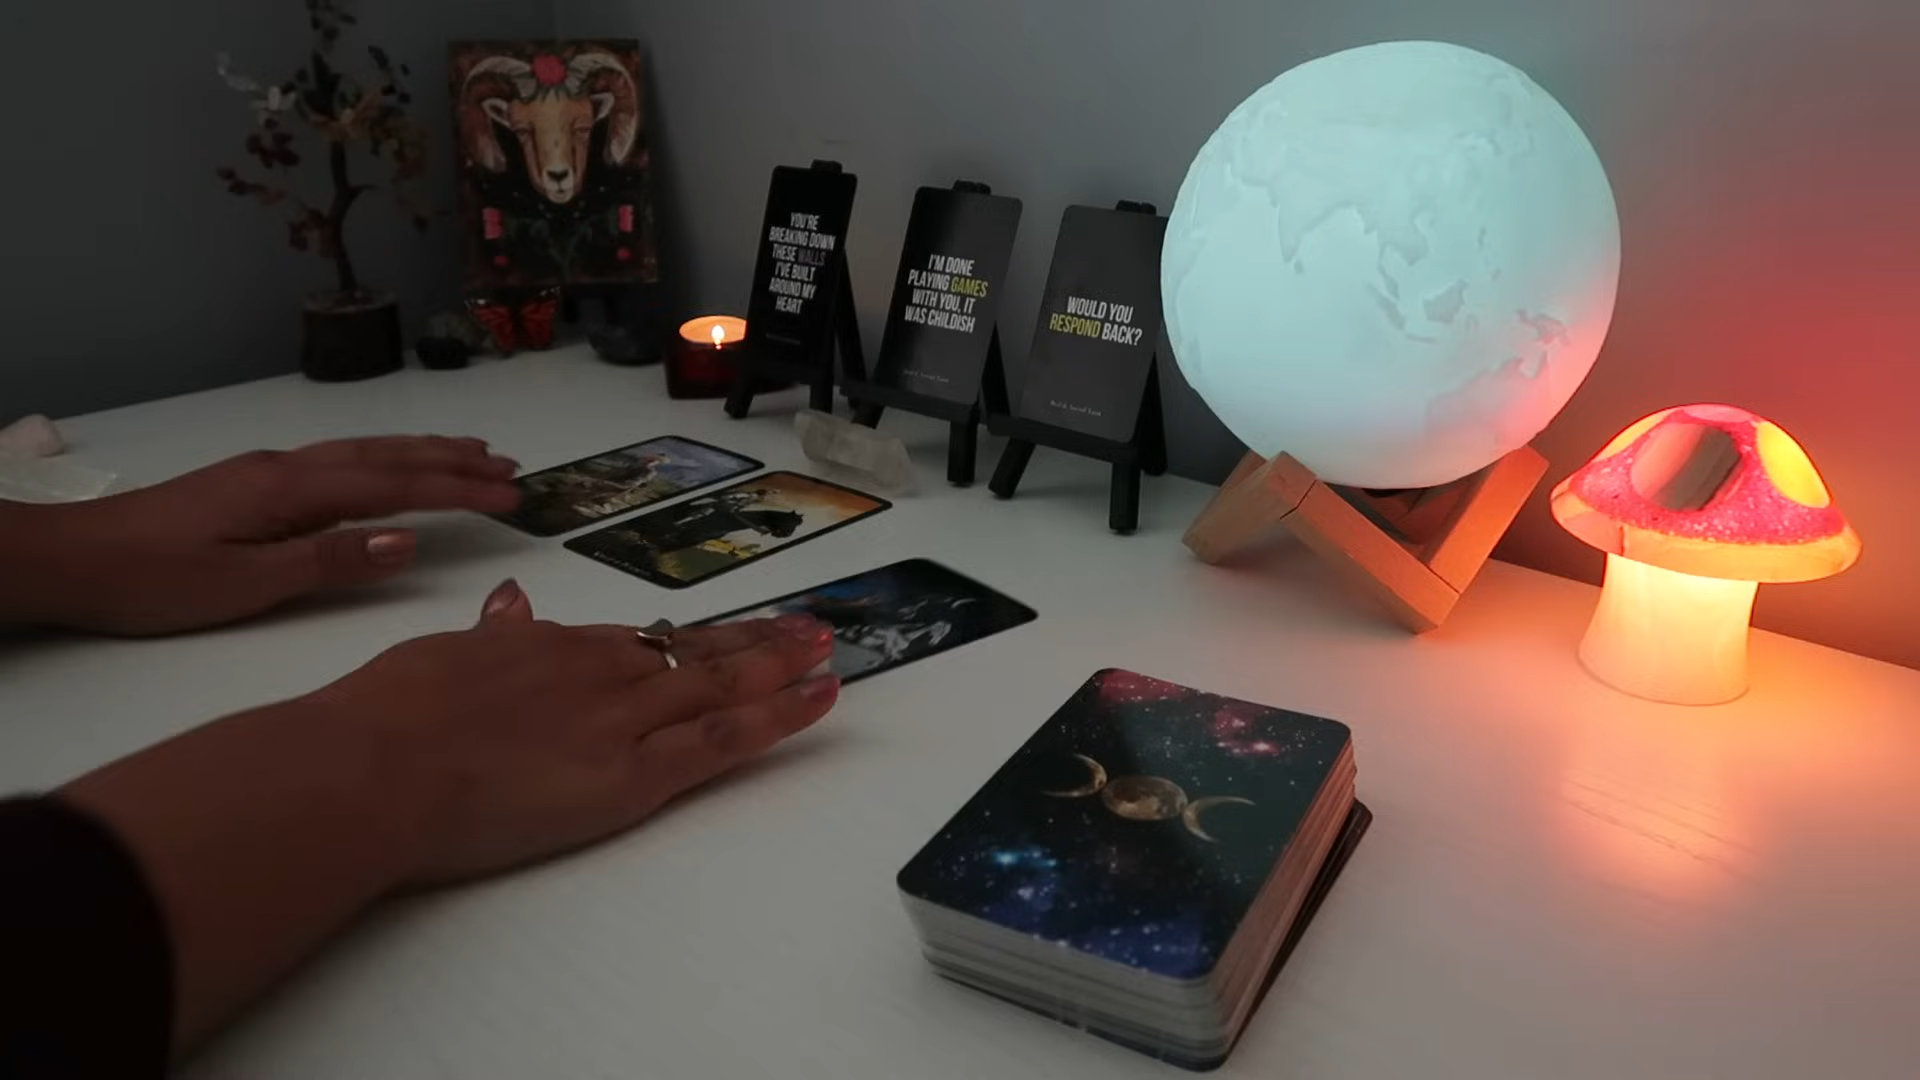 YOU'RE
BREAKING DOWN
THESE WALLS
I'VE BUILT
AROUND MY
HEART
I'M DONE
PLAYING GAMES
WITH YOU, IT
WAS CHILDISH
WOULD YOU
RESPOND BACK?